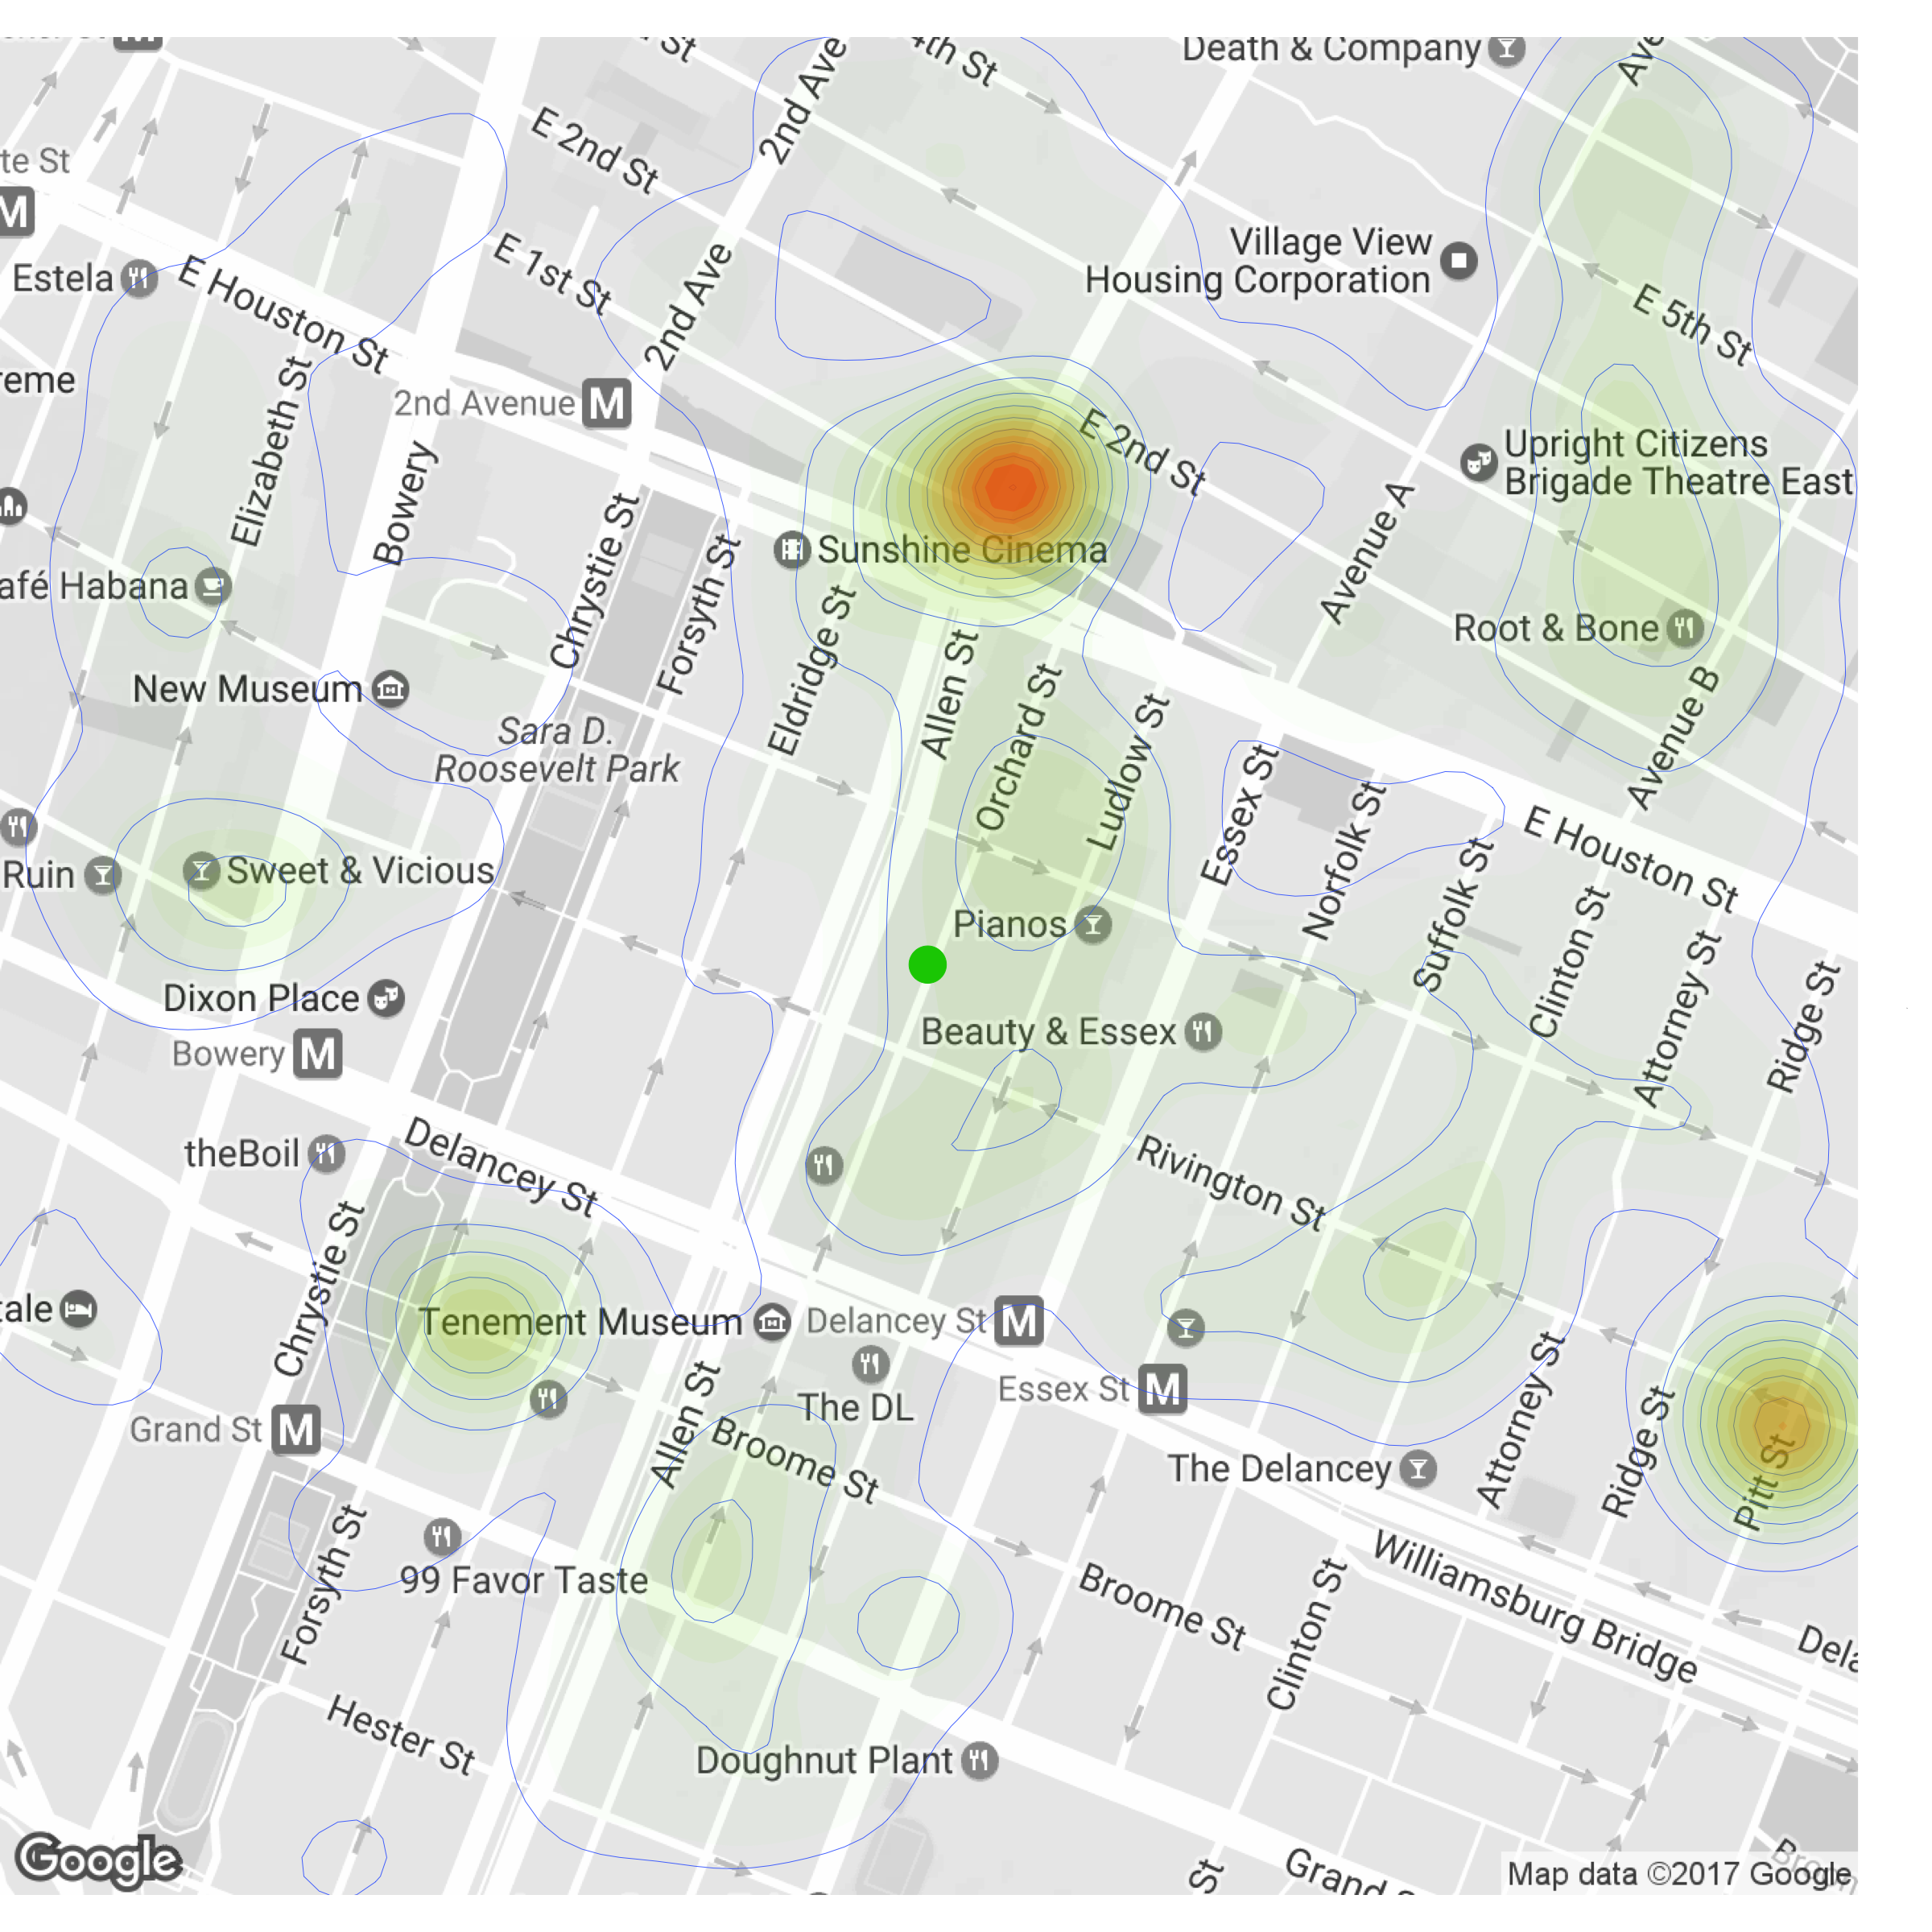 St
2nd Ave
4th St
Death & Company
Ave
E 2nd St
te St
M
E 1st St
2nd Ave
Village View
Housing Corporation
Estela
E Houston St
E 5th St
reme
Elizabeth St
2nd Avenue M
E 2nd St
Upright Citizens
Brigade Theatre East
Bowery
Chrystie St
Forsyth St
Sunshine Cinema
Avenue A
afé Habana
Eldridge St
Allen St
Orchard St
Ludlow St
Root & Bone
New Museum
Sara D.
Roosevelt Park
Avenue B
Essex St
Norfolk St
Suffolk St
E Houston St
Ruin
Sweet & Vicious
Pianos
Clinton St
Attorney St
Ridge St
Dixon Place
Beauty & Essex
Bowery M
theBoil
Delancey St
Rivington St
Chrystie St
tale
Tenement Museum
Delancey St M
The DL
Essex St M
Attorney St
Ridge St
Pitt St
Grand St M
Allen St
Broome St
The Delancey
Forsyth St
99 Favor Taste
Broome St
Clinton St
Williamsburg Bridge
Dela
Hester St
Doughnut Plant
Google
St
Grand
Map data ©2017 Google